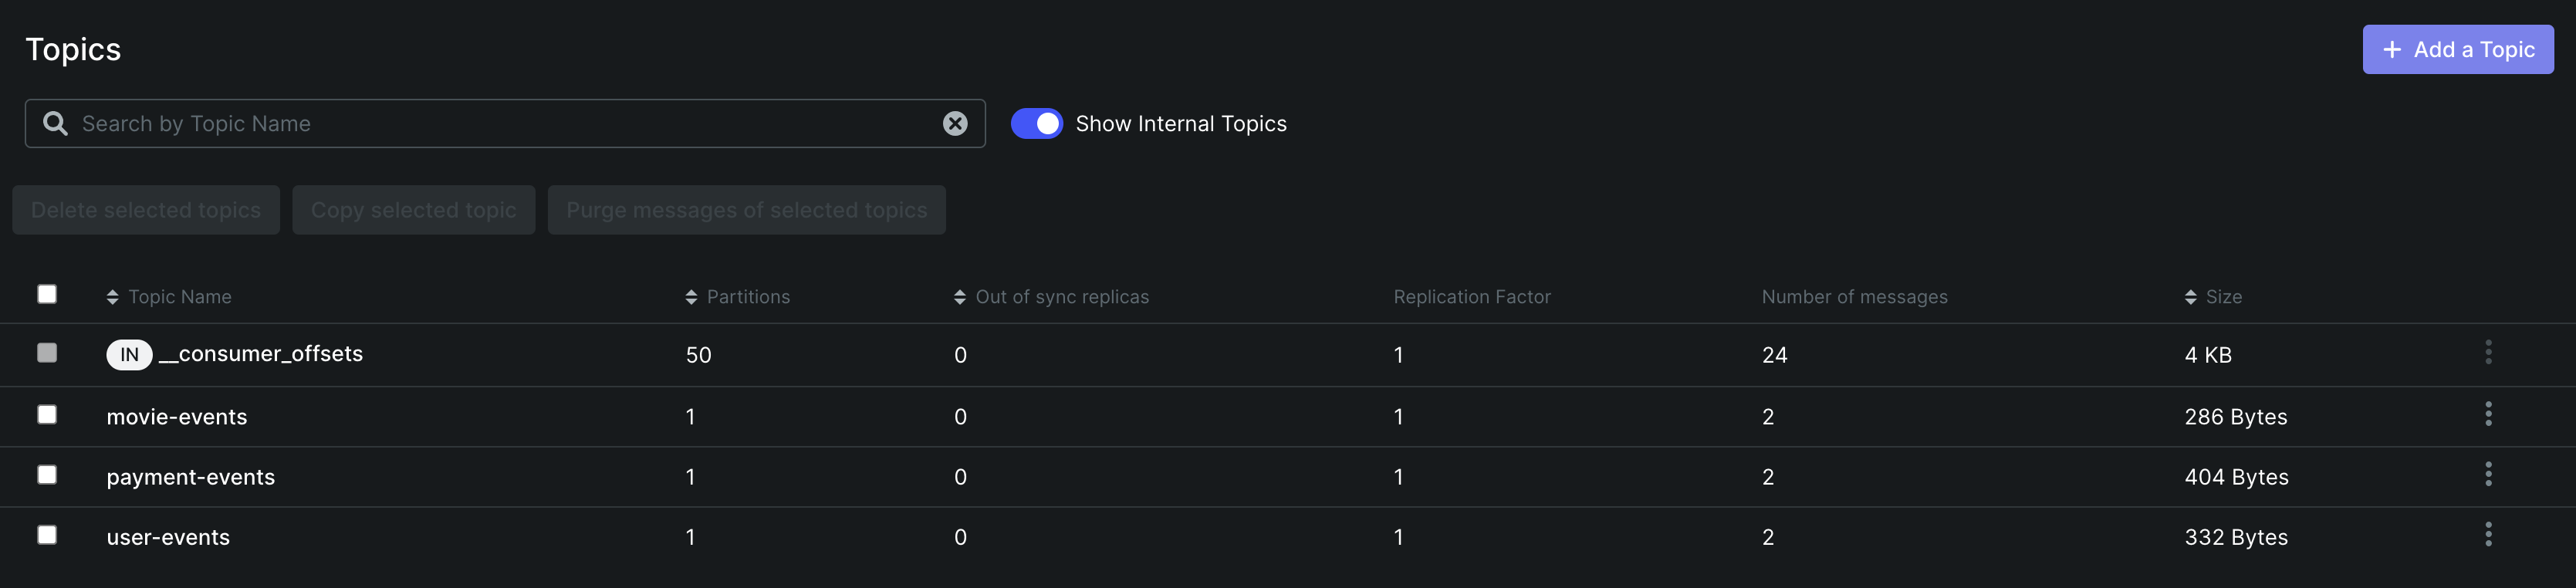 Topics
+ Add a Topic
Search by Topic Name
Show Internal Topics
Delete selected topics Copy selected topic Purge messages of selected topics
Topic Name Partitions Out of sync replicas Replication Factor Number of messages Size
IN __consumer_offsets 50 0 1 24 4 KB
movie-events 1 0 1 2 286 Bytes
payment-events 1 0 1 2 404 Bytes
user-events 1 0 1 2 332 Bytes